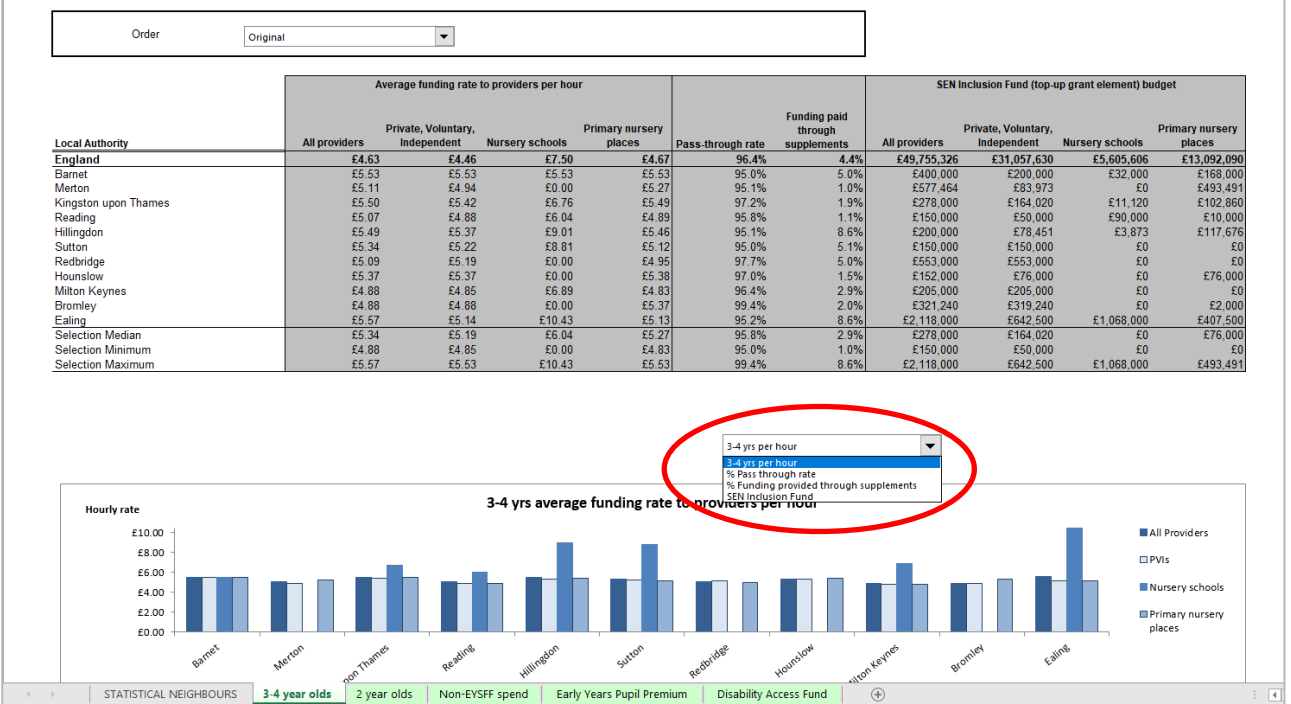 Order Original
Average funding rate to providers per hour SEN Inclusion Fund (top-up grant element) budget
Funding paid
Private, Voluntary, Primary nursery through Private, Voluntary, Primary nursery
Local Authority All providers Independent Nursery schools places Pass-through rate supplements All providers Independent Nursery schools places
England £4.63 £4.46 £7.50 £4.67 96.4% 4.4% £49,755,326 £31,057,630 £5,605,606 £13,092,090
Barnet £5.53 £5.53 £5.53 £5.53 95.0% 5.0% £400,000 £200,000 £32,000 £168,000
Merton £5.11 £4.94 £0.00 £5.27 95.1% 1.0% £577,464 £83,973 £0 £493,491
Kingston upon Thames £5.50 £5.42 £6.76 £5.49 97.2% 1.9% £278,000 £164,020 £11,120 £102,860
Reading £5.07 £4.88 £6.04 £4.89 95.8% 1.1% £150,000 £50,000 £90,000 £10,000
Hillingdon £5.49 £5.37 £9.01 £5.46 95.1% 8.6% £200,000 £78,451 £3,873 £117,676
Sutton £5.34 £5.22 £8.81 £5.12 95.0% 5.1% £150,000 £150,000 £0 £0
Redbridge £5.09 £5.19 £0.00 £4.95 97.7% 5.0% £553,000 £553,000 £0 £0
Hounslow £5.37 £5.37 £0.00 £5.38 97.0% 1.5% £152,000 £76,000 £0 £76,000
Milton Keynes £4.88 £4.85 £6.89 £4.83 96.4% 2.9% £205,000 £205,000 £0 £0
Bromley £4.88 £4.88 £0.00 £5.37 99.4% 2.0% £321,240 £319,240 £0 £2,000
Ealing £5.57 £5.14 £10.43 £5.13 95.2% 8.6% £2,118,000 £642,500 £1,068,000 £407,500
Selection Median £5.34 £5.19 £6.04 £5.27 95.8% 2.9% £278,000 £164,020 £0 £76,000
Selection Minimum £4.88 £4.85 £0.00 £4.83 95.0% 1.0% £150,000 £50,000 £0 £0
Selection Maximum £5.57 £5.53 £10.43 £5.53 99.4% 8.6% £2,118,000 £642,500 £1,068,000 £493,491
3-4 yrs per hour
3-4 yrs per hour
% Pass through rate
% Funding provided through supplements
SEN Inclusion Fund
3-4 yrs average funding rate to providers per hour
Hourly rate
£10.00
£8.00
£6.00
£4.00
£2.00
£0.00
Barnet Merton pon Thames Reading Hillingdon Sutton Redbridge Hounslow ilton Keynes Bromley Ealing
All Providers
PVIs
Nursery schools
Primary nursery
places
STATISTICAL NEIGHBOURS 3-4 year olds 2 year olds Non-EYSFF spend Early Years Pupil Premium Disability Access Fund